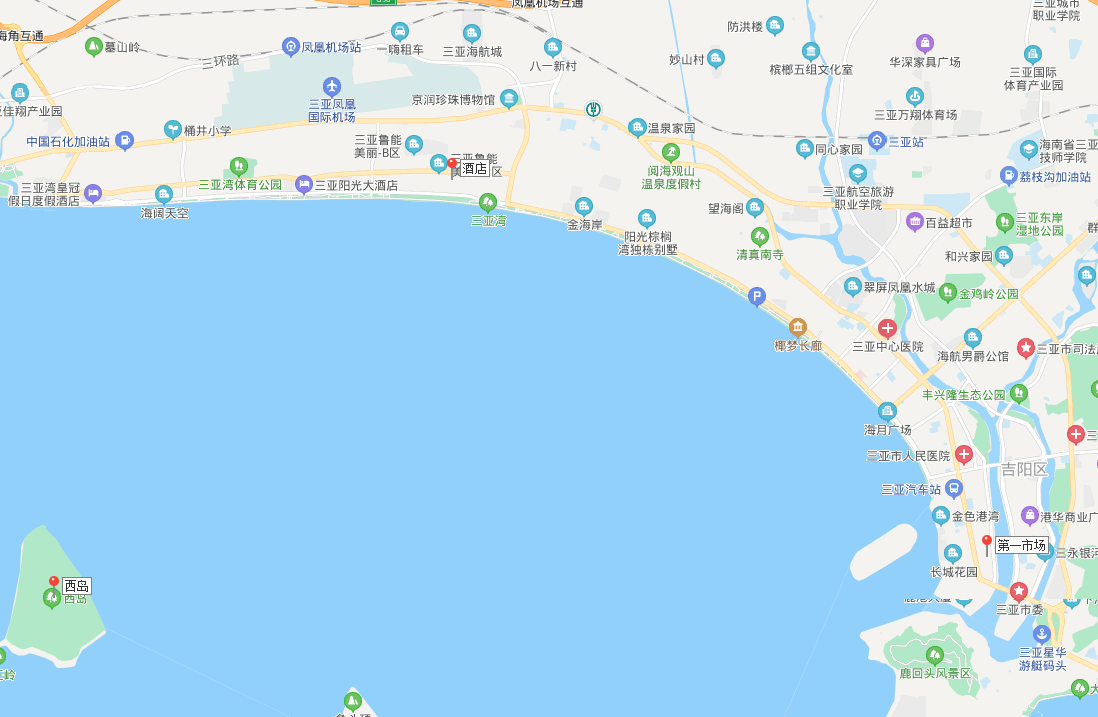 凤凰机场互通
海角互通
三亚城市
职业学院
防洪楼
墓山岭
凤凰机场站
一嗨租车
三亚海航城
八一新村
妙山村
槟榔五组文化室
华深家具广场
三亚国际
体育产业园
三环路
佳翔产业园
三亚凤凰
国际机场
京润珍珠博物馆
三亚万翔体育场
中国石化加油站
桶井小学
三亚鲁能
美丽-B区
温泉家园
同心家园
三亚站
海南省三亚
技师学院
三亚鲁能
酒店
区
阅海观山
温泉度假村
荔枝沟加油站
三亚湾皇冠
假日度假酒店
三亚湾体育公园
三亚阳光大酒店
三亚航空旅游
职业学院
海阔天空
三亚湾
金海岸
阳光棕榈
湾独栋别墅
望海阁
百益超市
三亚东岸
湿地公园
群
清真南寺
和兴家园
翠屏凤凰水城
金鸡岭公园
椰梦长廊
三亚中心医院
海航男爵公馆
三亚市司法
丰兴隆生态公园
海月广场
三
三亚市人民医院
吉阳区
三亚汽车站
金色港湾
港华商业广
第一市场
三永银河
长城花园
西岛
西岛
三亚市委
三亚星华
游艇码头
鹿回头风景区
岭
P